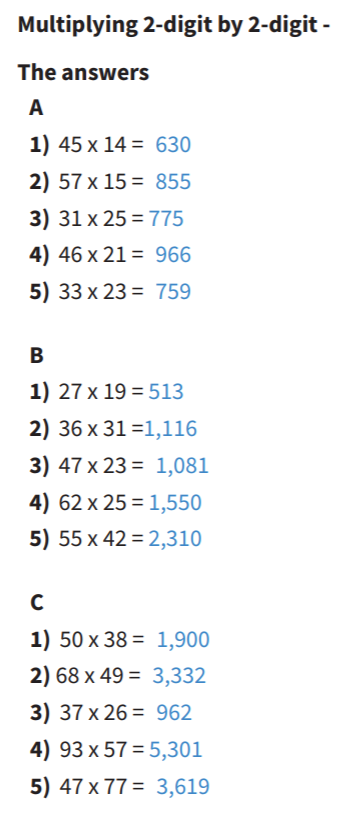 Multiplying 2-digit by 2-digit -
The answers
A
1) 45 x 14 = 630
2) 57 x 15 = 855
3) 31 x 25 = 775
4) 46 x 21 = 966
5) 33 x 23 = 759
B
1) 27 x 19 = 513
2) 36 x 31 =1,116
3) 47 x 23 = 1,081
4) 62 x 25 = 1,550
5) 55 x 42 = 2,310
C
1) 50 x 38 = 1,900
2) 68 x 49 = 3,332
3) 37 x 26 = 962
4) 93 x 57 = 5,301
5) 47 x 77 = 3,619